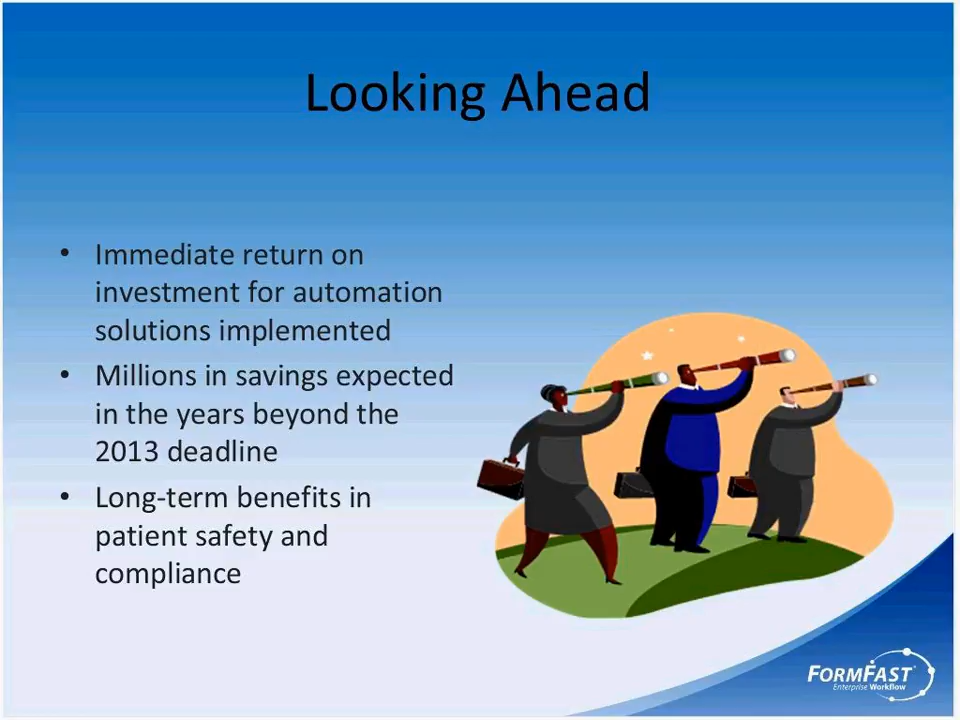 Looking Ahead
• Immediate return on
investment for automation
solutions implemented
• Millions in savings expected
in the years beyond the
2013 deadline
• Long-term benefits in
patient safety and
compliance
FORMFAST
Enterprise Workflow